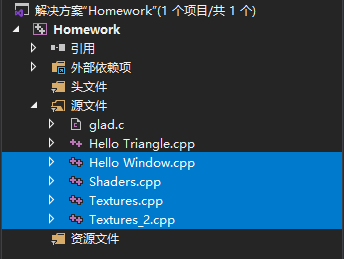 解决方案"Homework"(1 个项目/共 1 个)
Homework
引用
外部依赖项
头文件
源文件
glad.c
Hello Triangle.cpp
Hello Window.cpp
Shaders.cpp
Textures.cpp
Textures_2.cpp
资源文件